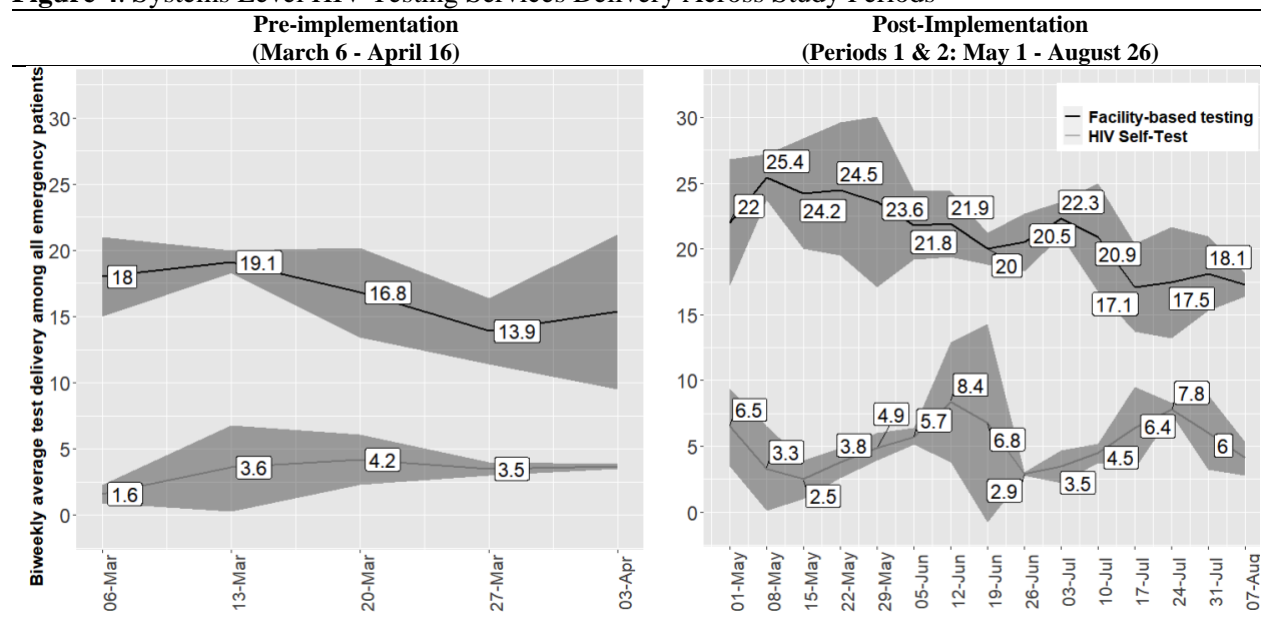 Figure 4. Systems Level HIV Testing Services Delivery Across Study Periods
Pre-implementation
(March 6 - April 16)
Post-Implementation
(Periods 1 & 2: May 1 - August 26)
Biweekly average test delivery among all emergency patients
30
25
20
15
10
5
0
18
19.1
16.8
13.9
1.6
3.6
4.2
3.5
06-Mar
13-Mar
20-Mar
27-Mar
03-Apr
Facility-based testing
HIV Self-Test
30
25
20
15
10
5
0
22
25.4
24.2
24.5
23.6
21.8
21.9
20
20.5
22.3
20.9
17.1
17.5
18.1
6.5
3.3
2.5
3.8
4.9
5.7
8.4
6.8
2.9
3.5
4.5
6.4
7.8
6
01-May
08-May
15-May
22-May
29-May
05-Jun
12-Jun
19-Jun
26-Jun
03-Jul
10-Jul
17-Jul
24-Jul
31-Jul
07-Aug